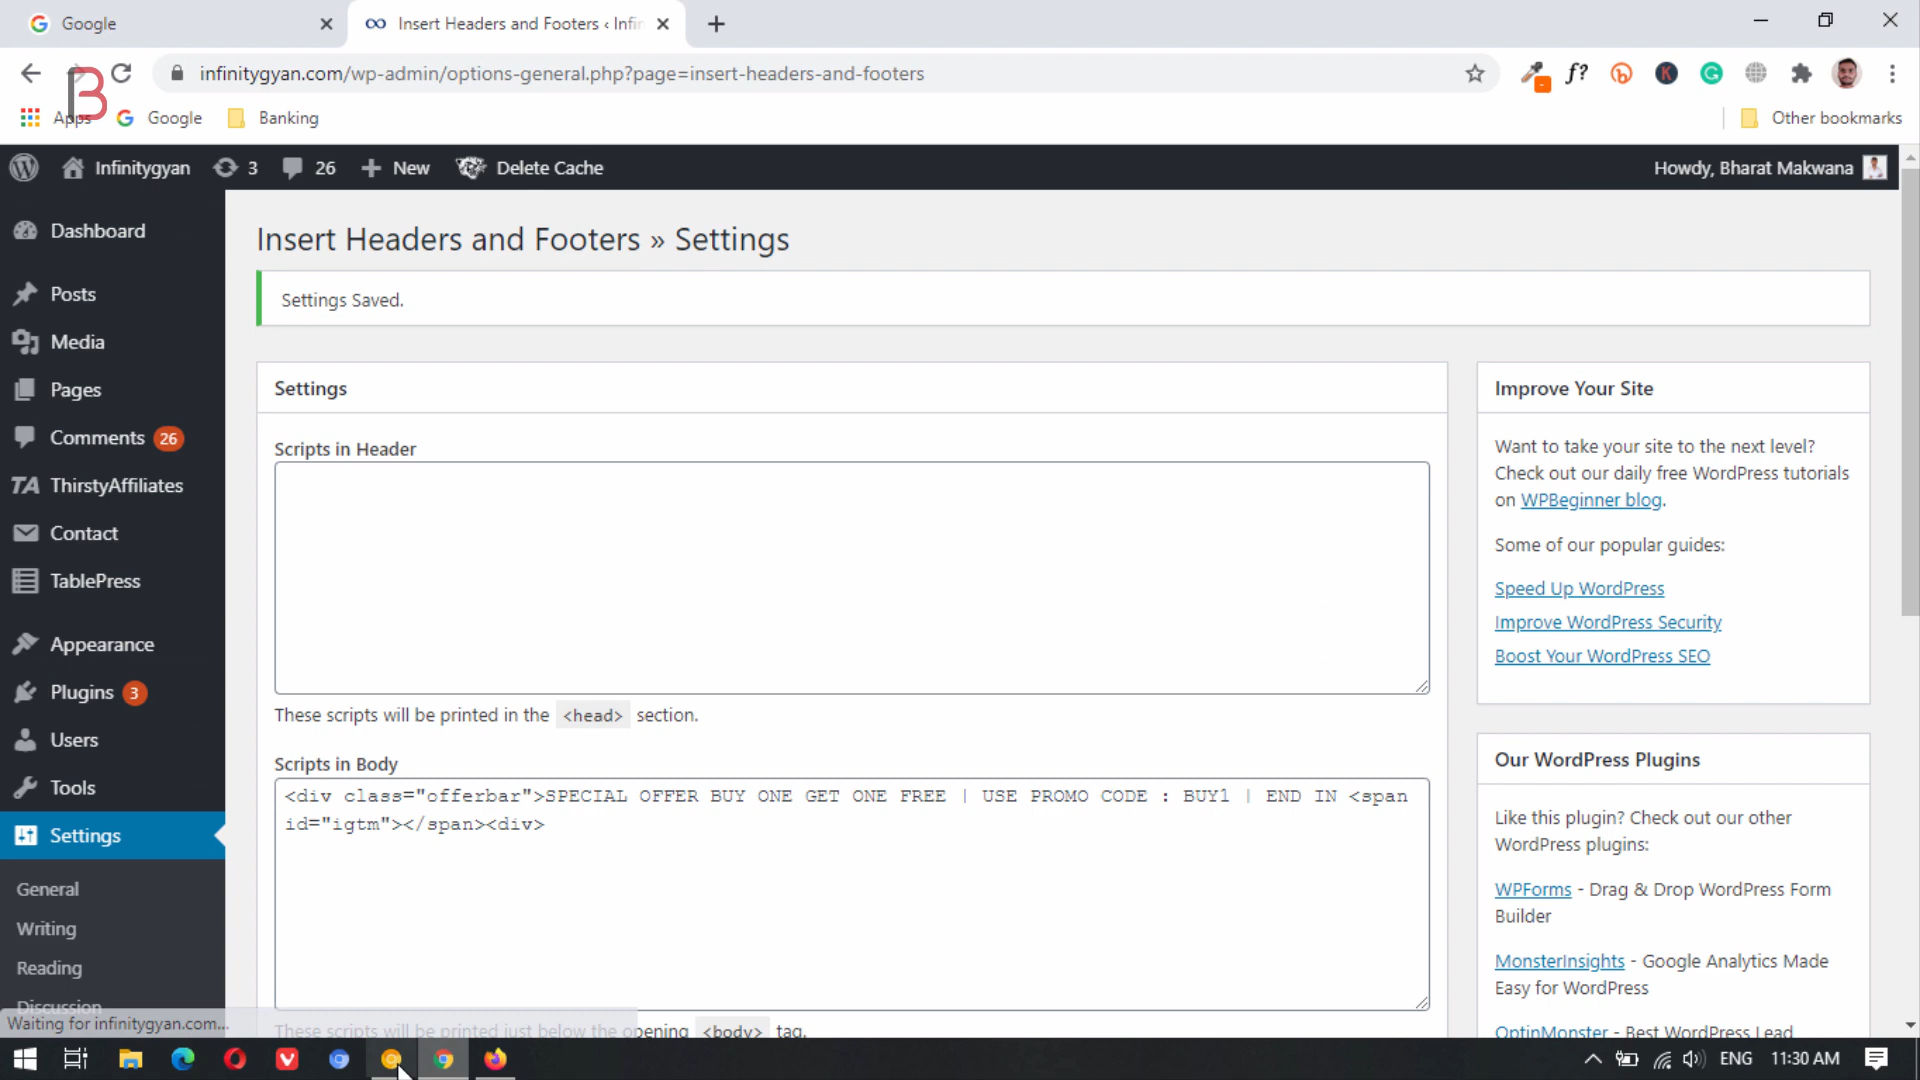 Google
Insert Headers and Footers ‹ Infi
infinitygyan.com/wp-admin/options-general.php?page=insert-headers-and-footers
f?
Apps
Google
Banking
Other bookmarks
Infinitygyan
3
26
New
Delete Cache
Howdy, Bharat Makwana
Dashboard
Posts
Media
Pages
Comments 26
TA ThirstyAffiliates
Contact
TablePress
Appearance
Plugins 3
Users
Tools
Settings
General
Writing
Reading
Discussion
Waiting for infinitygyan.com...
Insert Headers and Footers » Settings
Settings Saved.
Settings
Scripts in Header
These scripts will be printed in the <head> section.
Scripts in Body
<div class="offerbar">SPECIAL OFFER BUY ONE GET ONE FREE | USE PROMO CODE : BUY1 | END IN <span
id="igtm"></span><div>
These scripts will be printed just below the opening <body> tag.
Improve Your Site
Want to take your site to the next level?
Check out our daily free WordPress tutorials
on WPBeginner blog.
Some of our popular guides:
Speed Up WordPress
Improve WordPress Security
Boost Your WordPress SEO
Our WordPress Plugins
Like this plugin? Check out our other
WordPress plugins:
WPForms - Drag & Drop WordPress Form
Builder
MonsterInsights - Google Analytics Made
Easy for WordPress
OptinMonster - Best WordPress Lead
ENG
11:30 AM